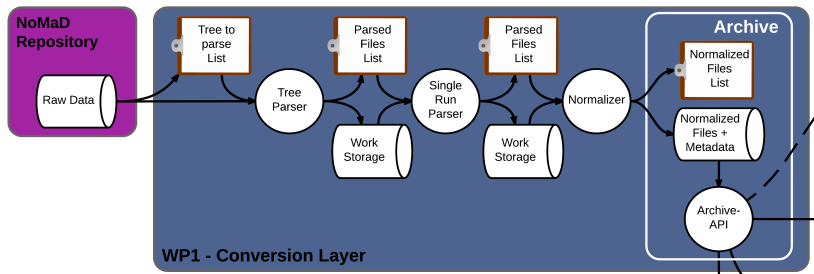 NoMaD
Repository
Raw Data
Tree to
parse
List
Tree
Parser
Parsed
Files
List
Work
Storage
Single
Run
Parser
Parsed
Files
List
Work
Storage
Normalizer
Archive
Normalized
Files
List
Normalized
Files +
Metadata
Archive-
API
WP1 - Conversion Layer